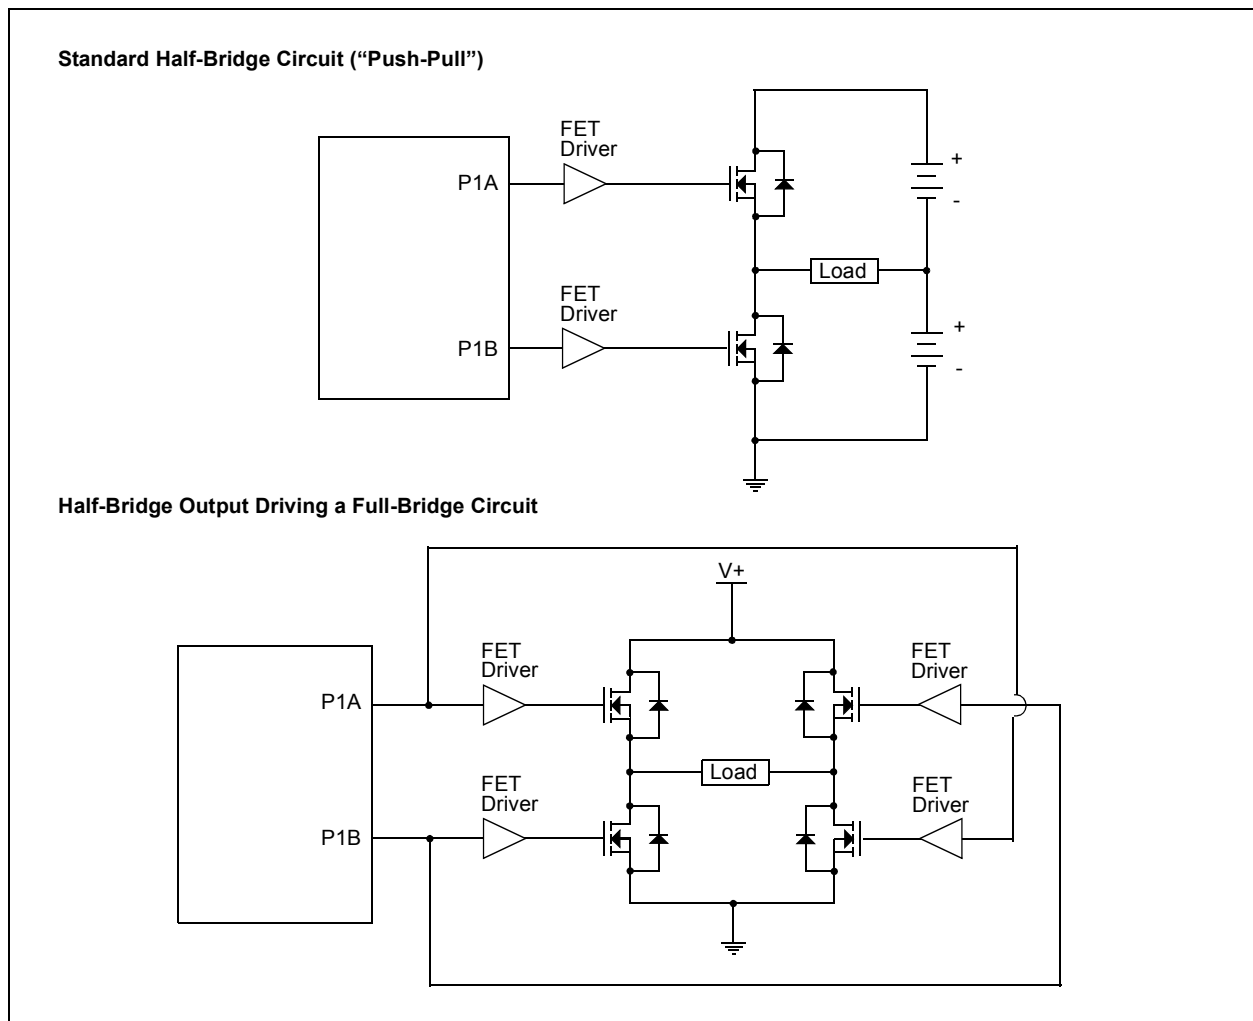 Standard Half-Bridge Circuit (“Push-Pull”)
FET
Driver
P1A
+
-
Load
FET
Driver
P1B
+
-
Half-Bridge Output Driving a Full-Bridge Circuit
V+
FET
Driver
FET
Driver
P1A
Load
FET
Driver
FET
Driver
P1B